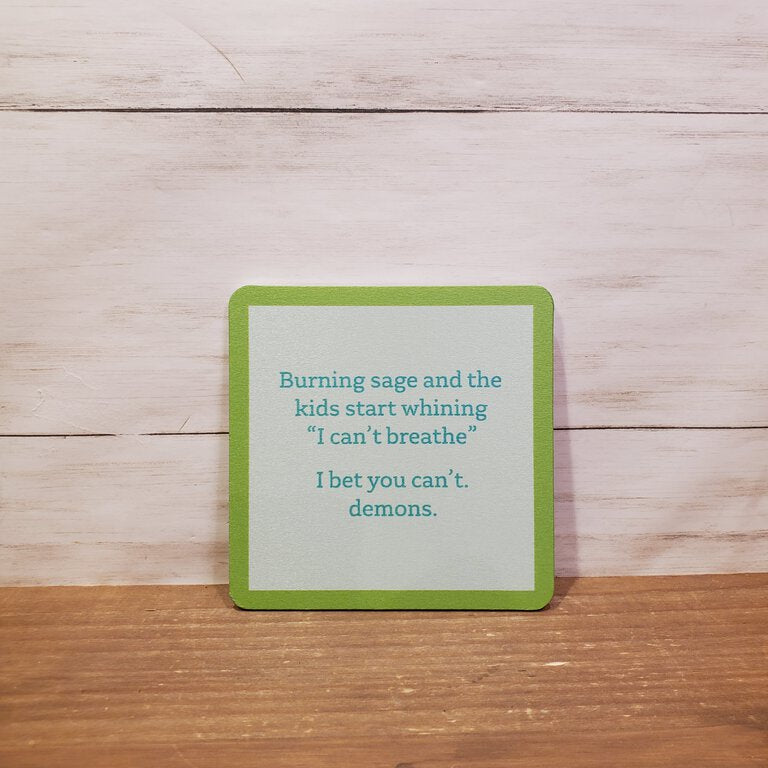 Burning sage and the
kids start whining
“I can’t breathe”
I bet you can’t.
demons.